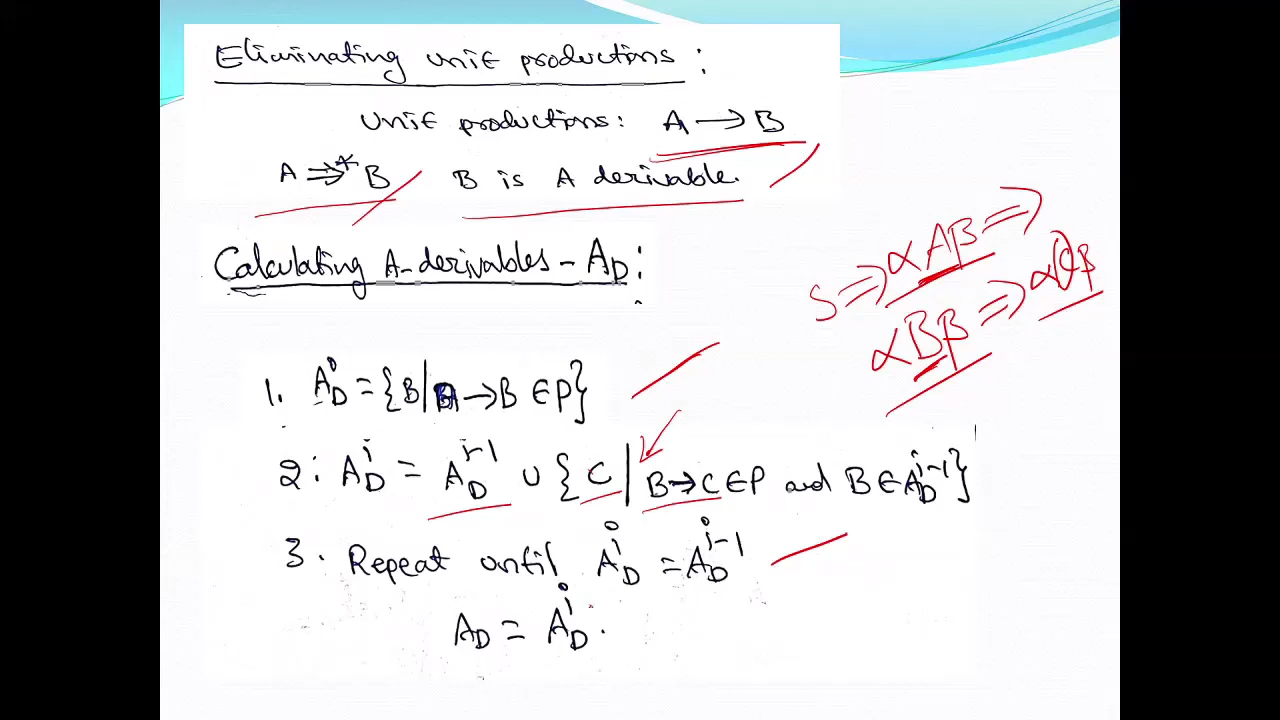 Eliminating unit productions:
unit productions: A → B
A ⇒* B B is A derivable.
Calculating A-derivables - A_D:
S ⇒ αAβ ⇒
αBβ ⇒ αCβ
1. A_D^0 = {B | A → B ∈ P}
2: A_D^i = A_D^{i-1} ∪ {C | B → C ∈ P and B ∈ A_D^{i-1}}
3. Repeat until A_D^i = A_D^{i-1}
A_D = A_D^i.